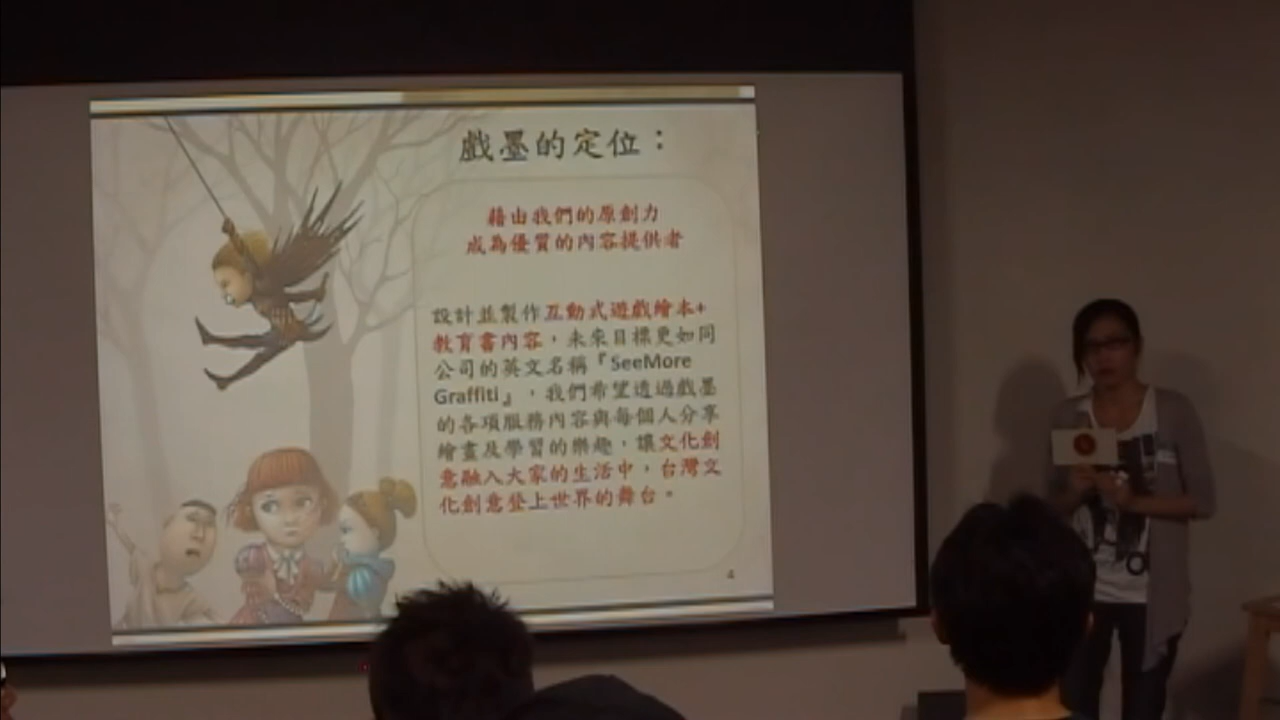 戲墨的定位：
藉由我們的原創力
成為優質的內容提供者
設計並製作互動式遊戲繪本+
教育書內容，未來目標更如同
公司的英文名稱『SeeMore
Graffiti』，我們希望透過戲墨
的各項服務內容與每個人分享
繪畫及學習的樂趣，讓文化創
意融入大家的生活中，台灣文
化創意登上世界的舞台。
4